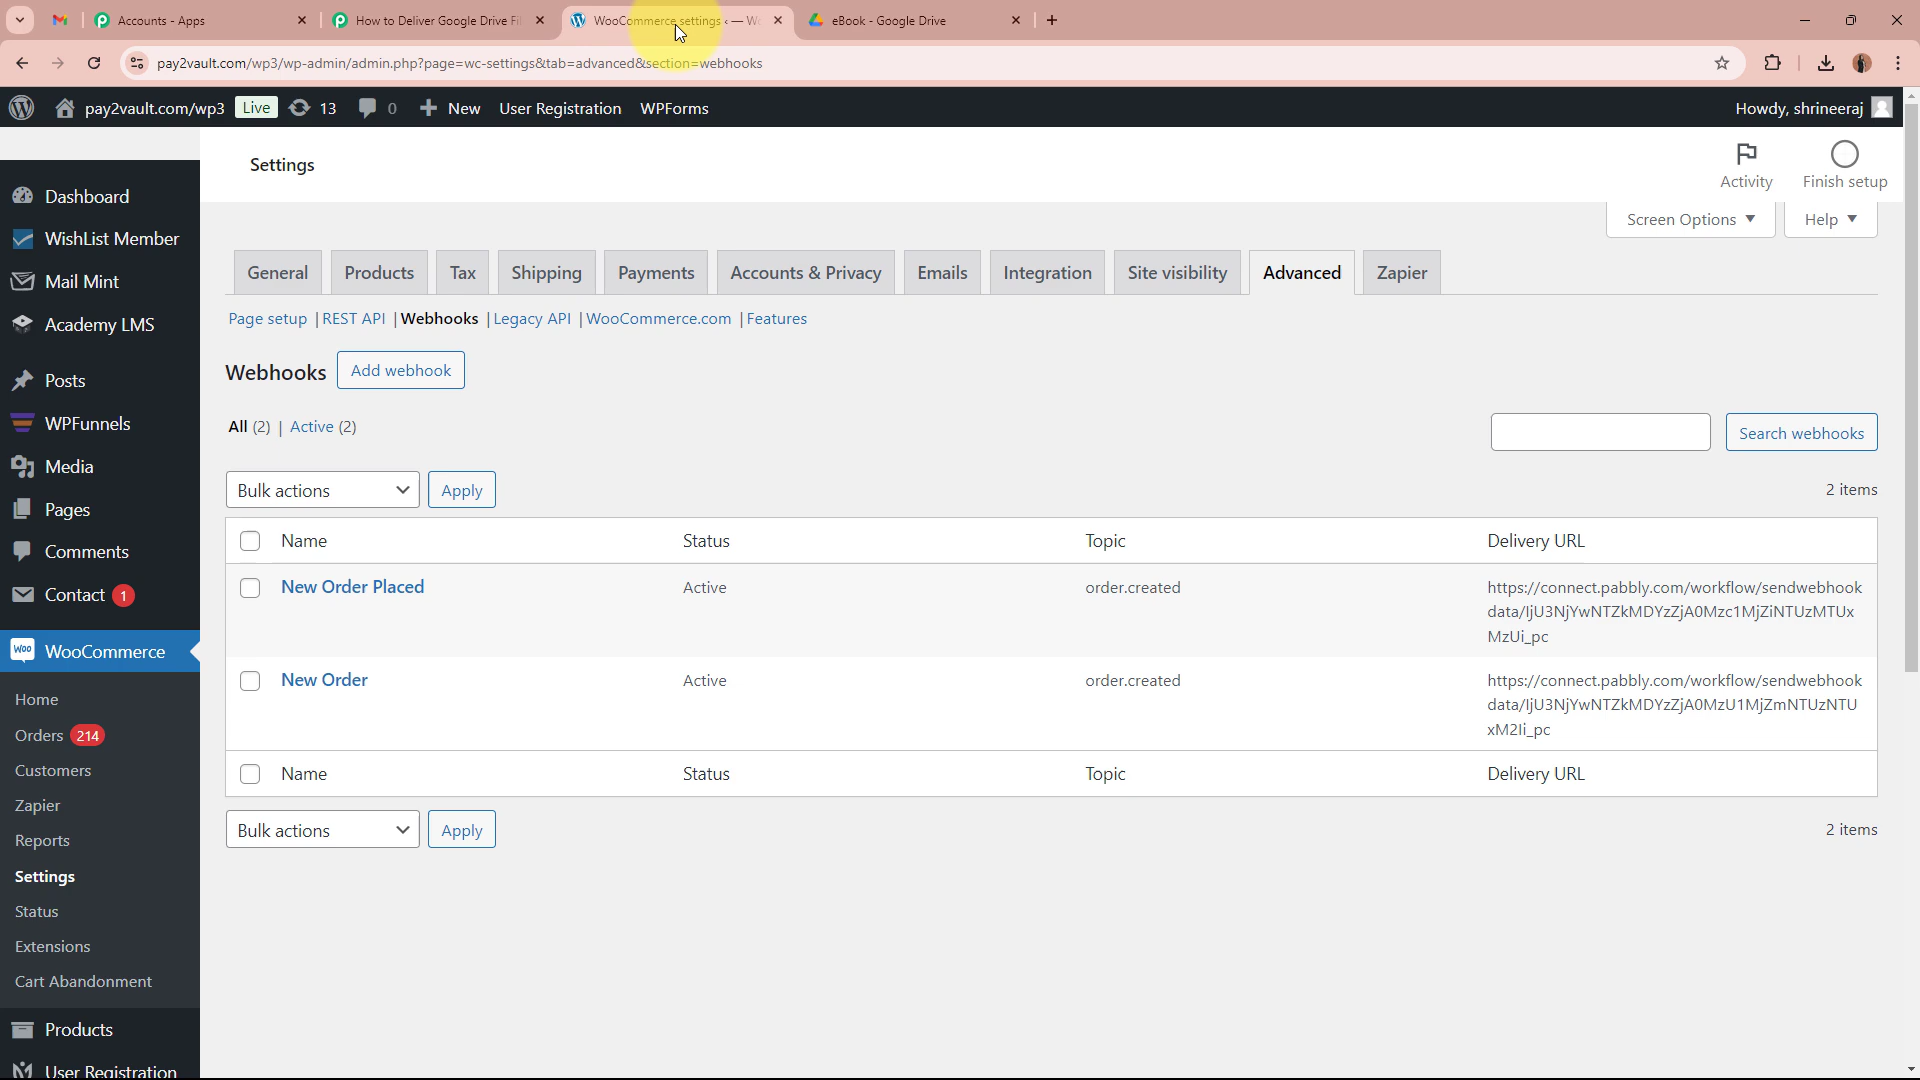 Accounts - Apps
How to Deliver Google Drive Fil
WooCommerce settings ‹ — Wo
eBook - Google Drive
pay2vault.com/wp3/wp-admin/admin.php?page=wc-settings&tab=advanced&section=webhooks
pay2vault.com/wp3 Live 13 0 New User Registration WPForms
Howdy, shrineeraj
Settings
Activity
Finish setup
Screen Options
Help
Dashboard
WishList Member
Mail Mint
Academy LMS
Posts
WPFunnels
Media
Pages
Comments
Contact 1
Woo WooCommerce
Home
Orders 214
Customers
Zapier
Reports
Settings
Status
Extensions
Cart Abandonment
Products
User Registration
General Products Tax Shipping Payments Accounts & Privacy Emails Integration Site visibility Advanced Zapier
Page setup | REST API | Webhooks | Legacy API | WooCommerce.com | Features
Webhooks Add webhook
All (2) | Active (2)
Search webhooks
Bulk actions Apply
2 items
Name Status Topic Delivery URL
New Order Placed Active order.created https://connect.pabbly.com/workflow/sendwebhook
data/IjU3NjYwNTZkMDYzZjA0Mzc1MjZiNTUzMTUx
MzUi_pc
New Order Active order.created https://connect.pabbly.com/workflow/sendwebhook
data/IjU3NjYwNTZkMDYzZjA0MzU1MjZmNTUzNTU
xM2Ii_pc
Name Status Topic Delivery URL
Bulk actions Apply
2 items